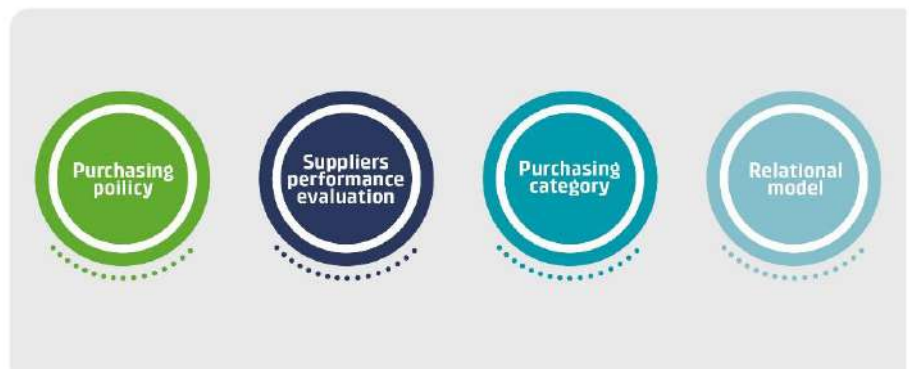 Purchasing
poilicy
Suppliers
performance
evaluation
Purchasing
category
Relational
model